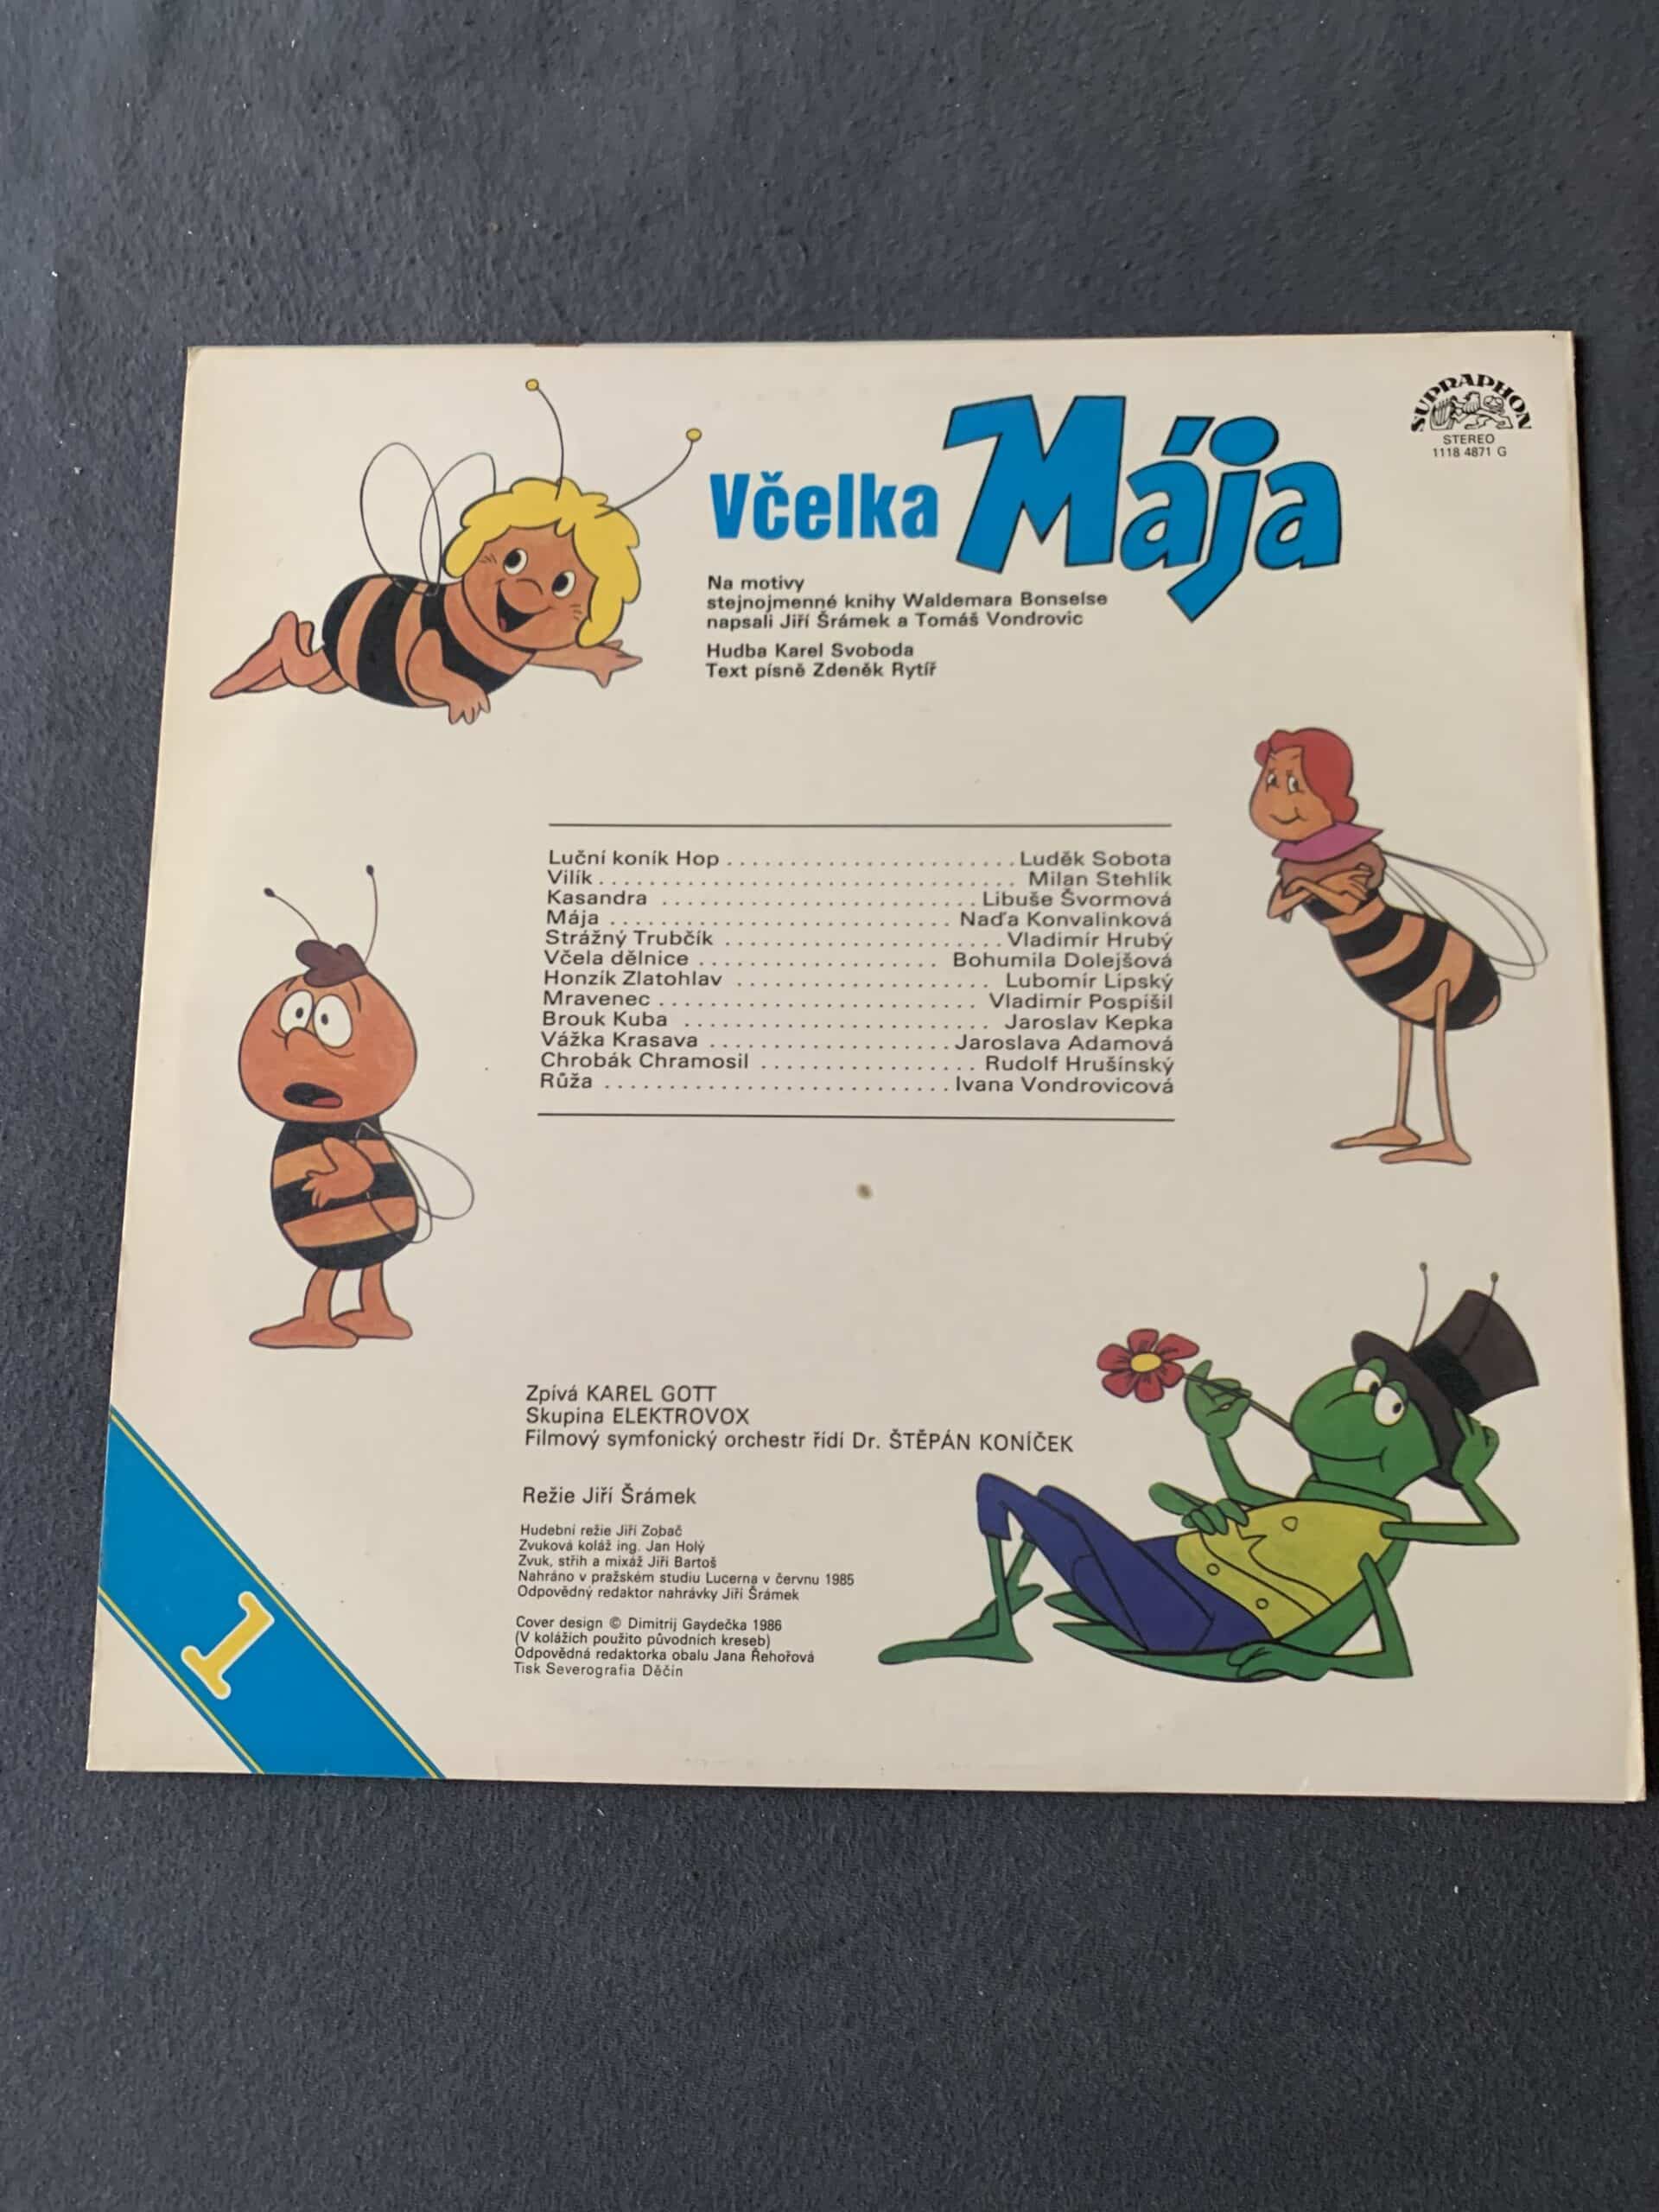 Včelka Mája
SUPRAPHON
STEREO
1118 4871 G
Na motivy
stejnojmenné knihy Waldemara Bonselse
napsali Jiří Šrámek a Tomáš Vondrovic
Hudba Karel Svoboda
Text písně Zdeněk Rytíř
Luční koník Hop ........................ Luděk Sobota
Vilík .................................. Milan Stehlík
Kasandra .......................... Libuše Švormová
Mája ............................ Naďa Konvalinková
Strážný Trubčík ....................... Vladimír Hrubý
Včela dělnice ................... Bohumila Dolejšová
Honzík Zlatohlav .................... Lubomír Lipský
Mravenec .......................... Vladimír Pospíšil
Brouk Kuba ......................... Jaroslav Kepka
Vážka Krasava ................... Jaroslava Adamová
Chrobák Chramosil ................. Rudolf Hrušínský
Růža ............................ Ivana Vondrovicová
Zpívá KAREL GOTT
Skupina ELEKTROVOX
Filmový symfonický orchestr řídí Dr. ŠTĚPÁN KONÍČEK
Režie Jiří Šrámek
Hudební režie Jiří Zobač
Zvuková koláž ing. Jan Holý
Zvuk, střih a mixáž Jiří Bartoš
Nahráno v pražském studiu Lucerna v červnu 1985
Odpovědný redaktor nahrávky Jiří Šrámek
Cover design © Dimitrij Gaydečka 1986
(V kolážích použito původních kreseb)
Odpovědná redaktorka obalu Jana Řehořová
Tisk Severografia Děčín
1